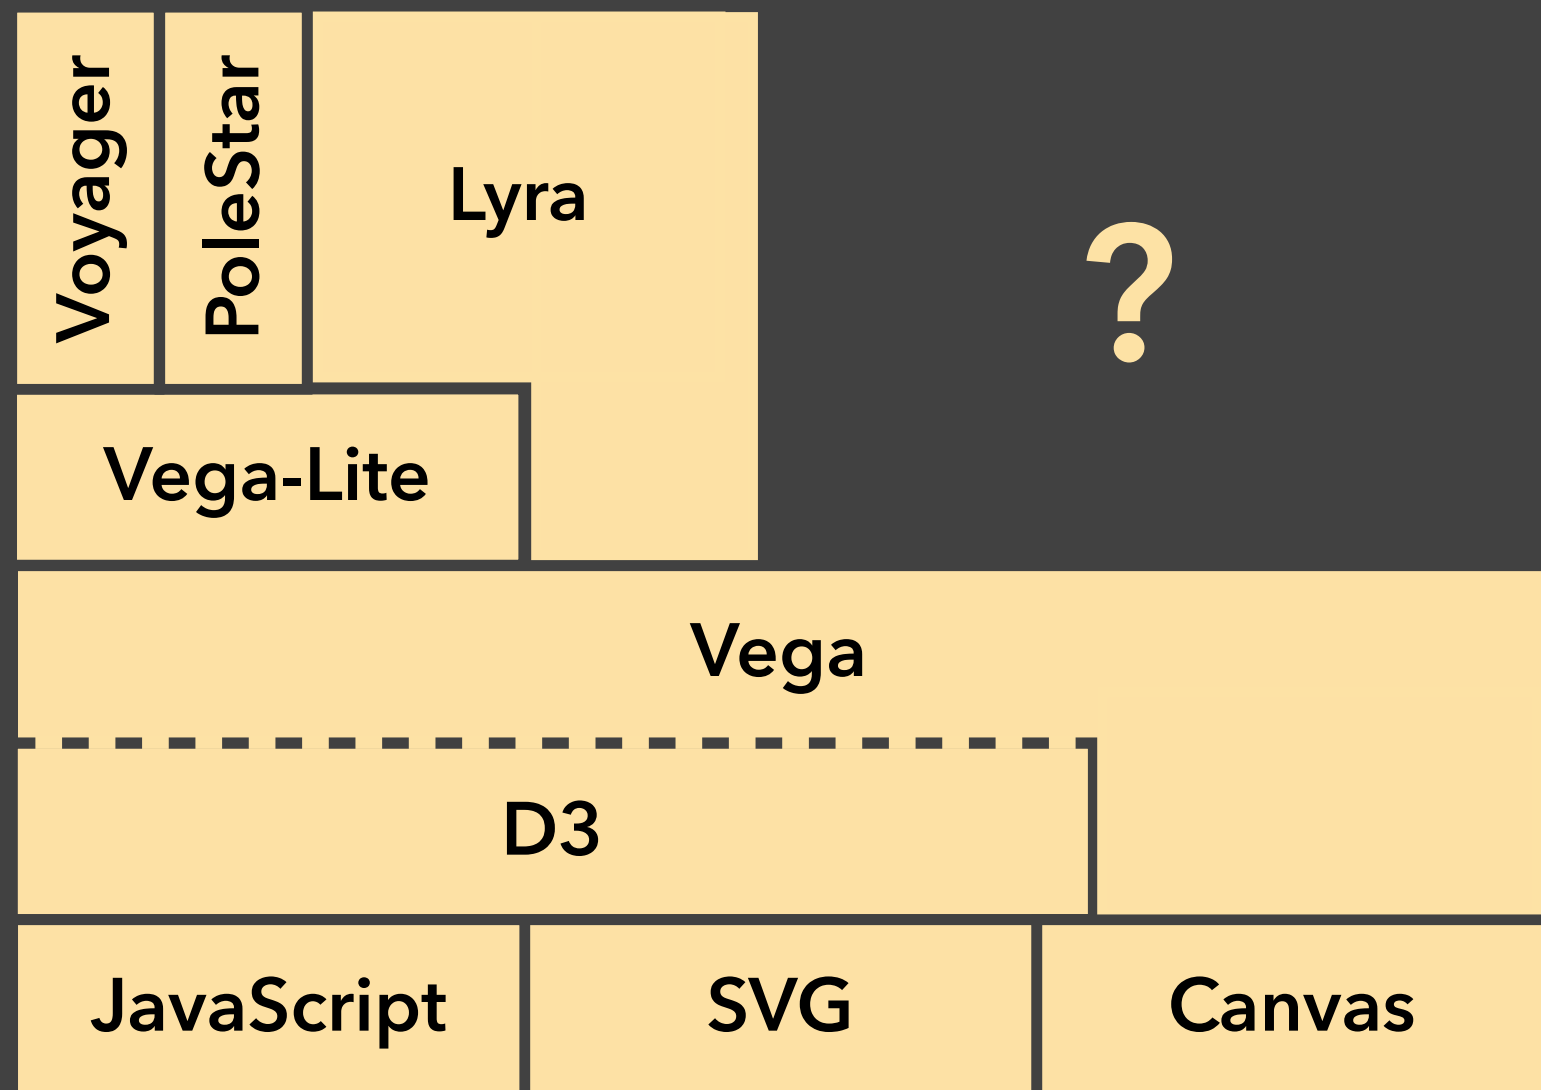 Voyager
PoleStar
Lyra
?
Vega-Lite
Vega
D3
JavaScript
SVG
Canvas